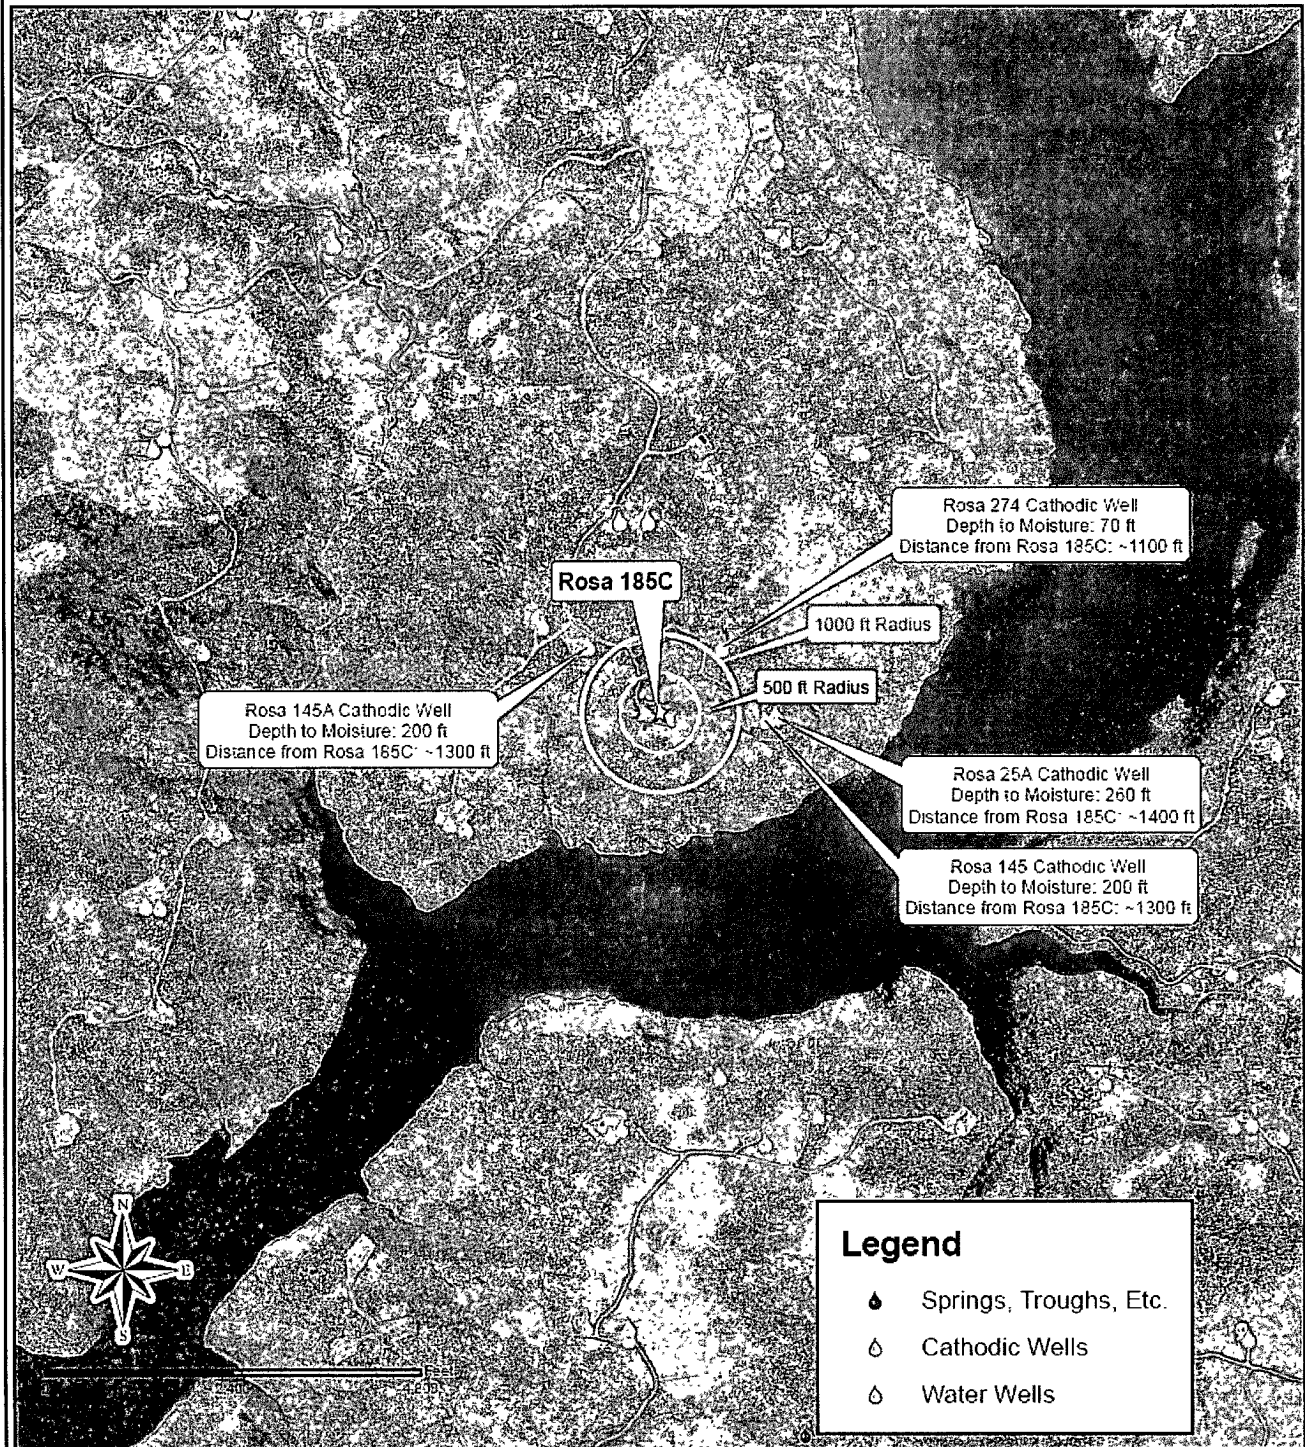 Rosa 274 Cathodic Well
Depth to Moisture: 70 ft
Distance from Rosa 185C: ~1100 ft
Rosa 185C
1000 ft Radius
500 ft Radius
Rosa 145A Cathodic Well
Depth to Moisture: 200 ft
Distance from Rosa 185C: ~1300 ft
Rosa 25A Cathodic Well
Depth to Moisture: 260 ft
Distance from Rosa 185C: ~1400 ft
Rosa 145 Cathodic Well
Depth to Moisture: 200 ft
Distance from Rosa 185C: ~1300 ft
N
W E
S
Legend
Springs, Troughs, Etc.
Cathodic Wells
Water Wells